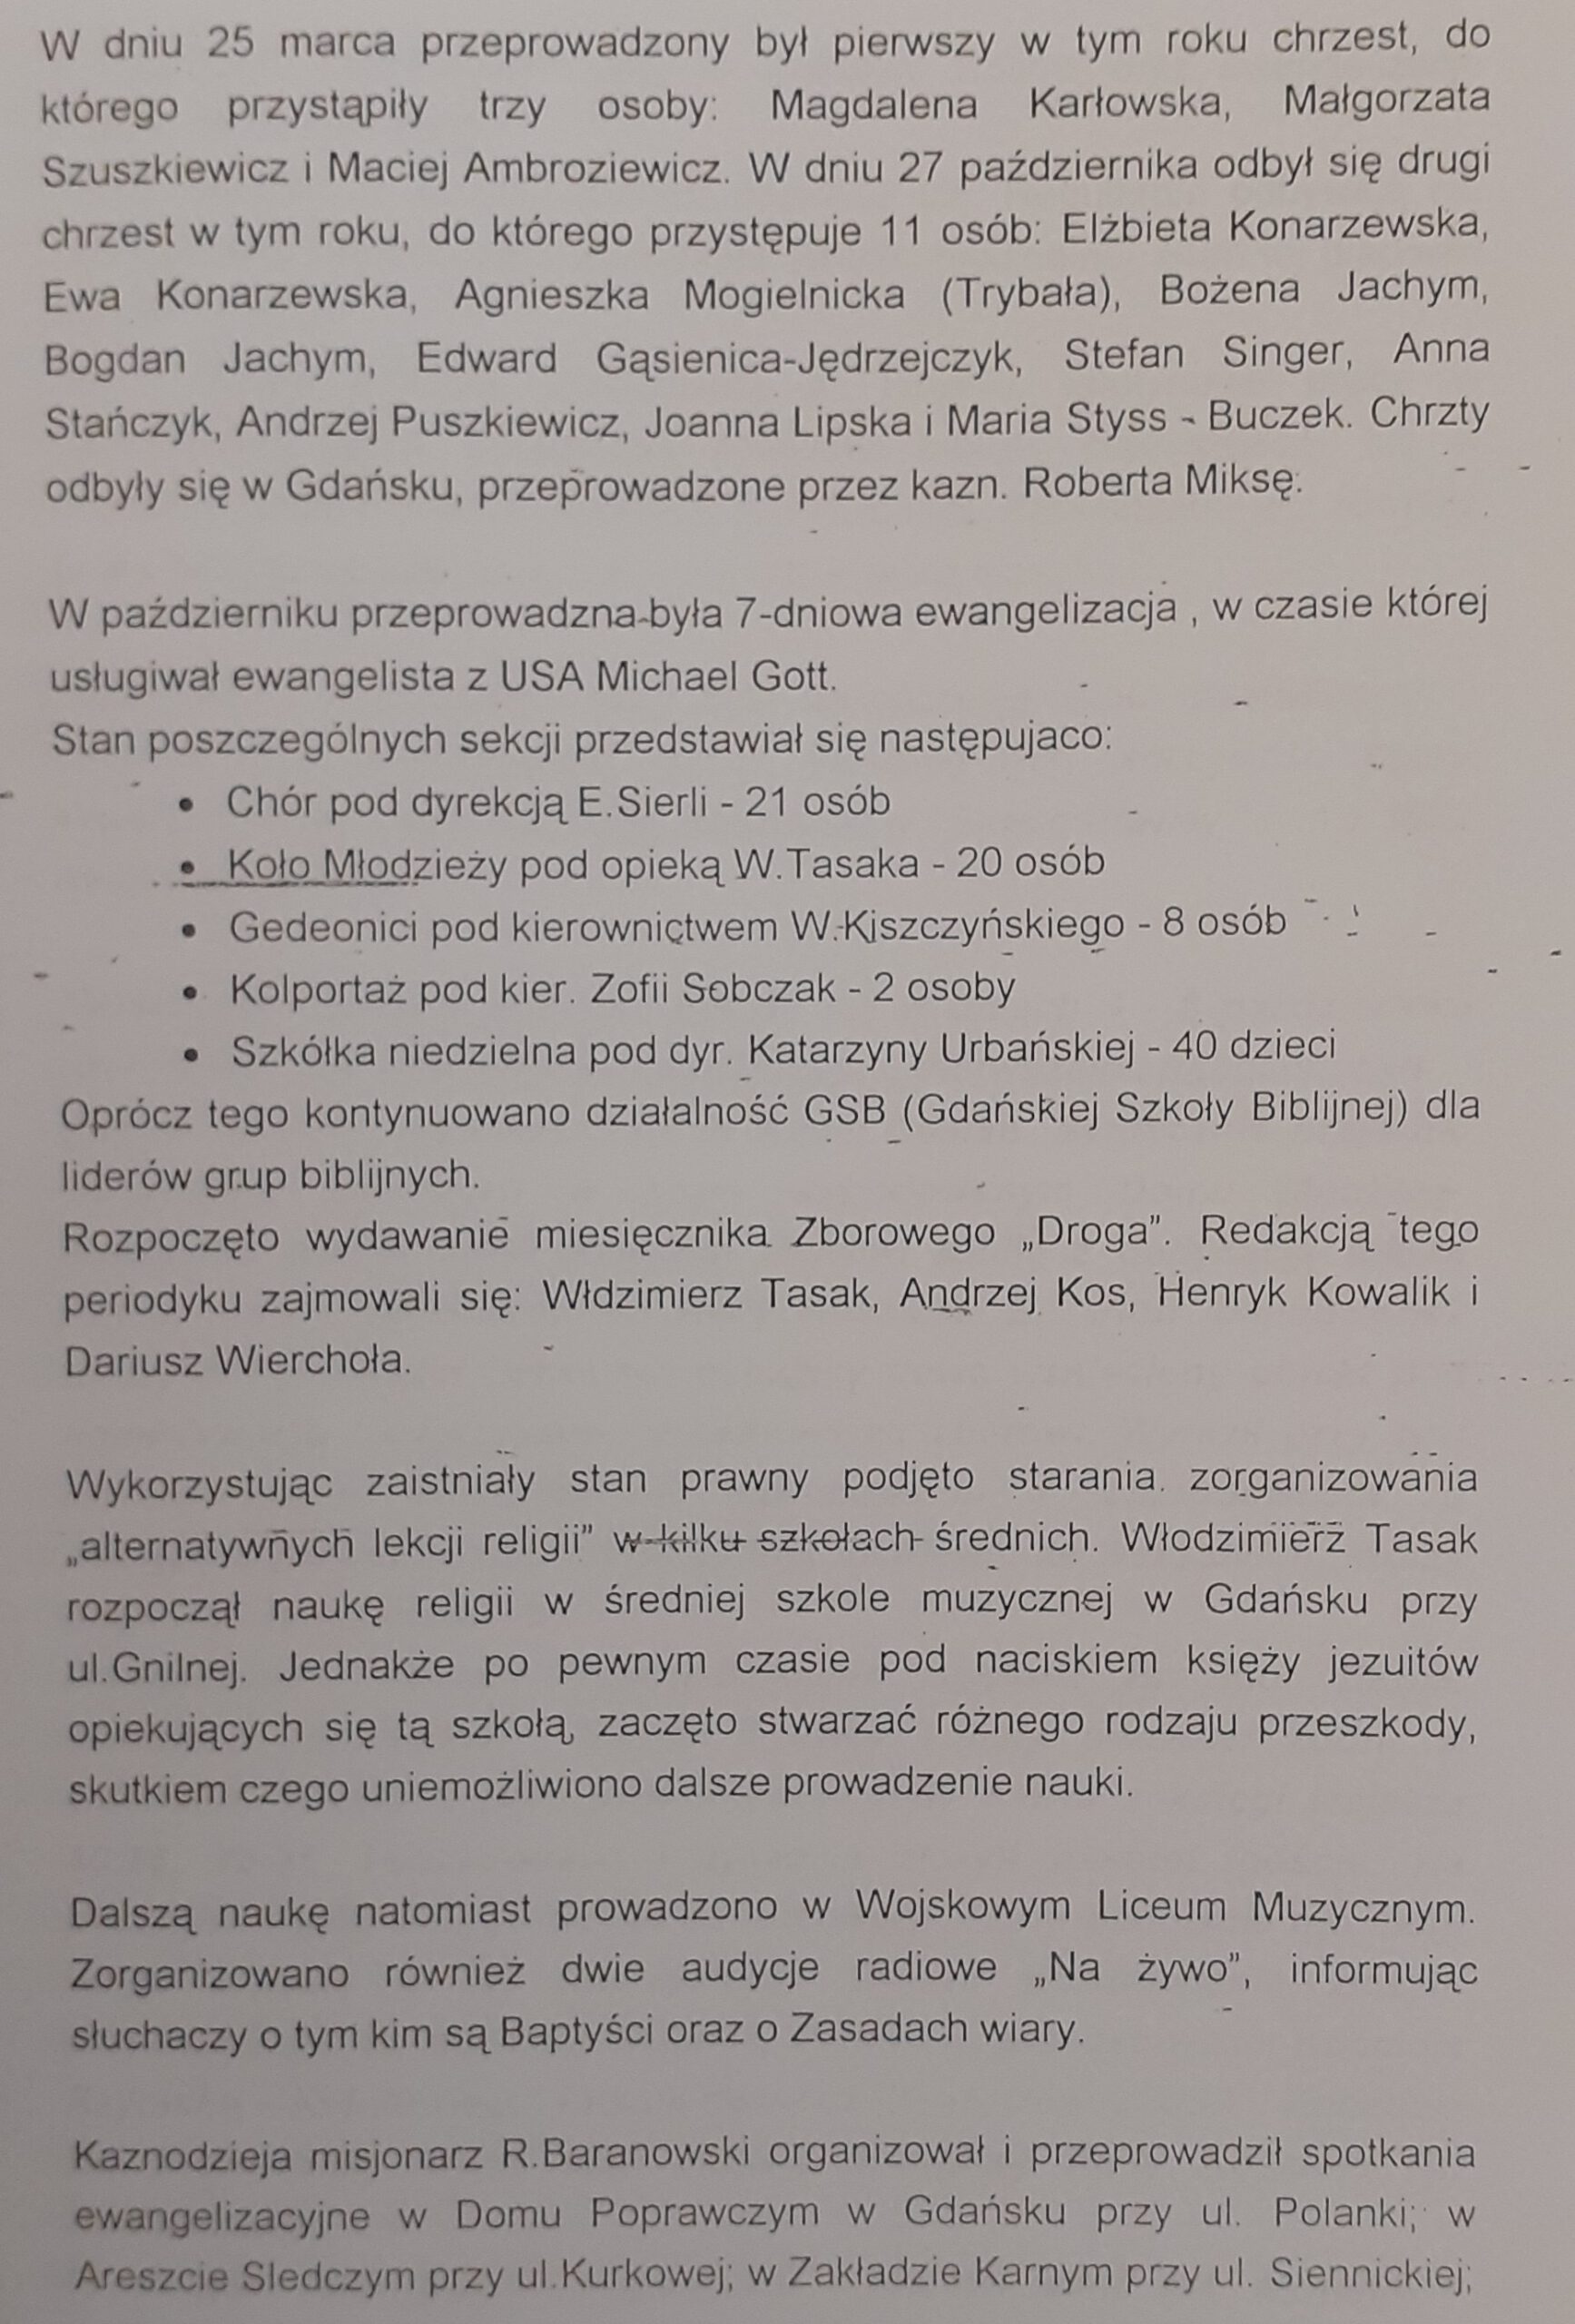 W dniu 25 marca przeprowadzony był pierwszy w tym roku chrzest, do
którego przystąpiły trzy osoby: Magdalena Karłowska, Małgorzata
Szuszkiewicz i Maciej Ambroziewicz. W dniu 27 października odbył się drugi
chrzest w tym roku, do którego przystępuje 11 osób: Elżbieta Konarzewska,
Ewa Konarzewska, Agnieszka Mogielnicka (Trybała), Bożena Jachym,
Bogdan Jachym, Edward Gąsienica-Jędrzejczyk, Stefan Singer, Anna
Stańczyk, Andrzej Puszkiewicz, Joanna Lipska i Maria Styss - Buczek. Chrzty
odbyły się w Gdańsku, przeprowadzone przez kazn. Roberta Miksę.
W październiku przeprowadzna była 7-dniowa ewangelizacja , w czasie której
usługiwał ewangelista z USA Michael Gott.
Stan poszczególnych sekcji przedstawiał się następujaco:
• Chór pod dyrekcją E.Sierli - 21 osób
• Koło Młodzieży pod opieką W.Tasaka - 20 osób
• Gedeonici pod kierownictwem W.Kiszczyńskiego - 8 osób
• Kolportaż pod kier. Zofii Sobczak - 2 osoby
• Szkółka niedzielna pod dyr. Katarzyny Urbańskiej - 40 dzieci
Oprócz tego kontynuowano działalność GSB (Gdańskiej Szkoły Biblijnej) dla
liderów grup biblijnych.
Rozpoczęto wydawanie miesięcznika Zborowego „Droga”. Redakcją tego
periodyku zajmowali się: Włdzimierz Tasak, Andrzej Kos, Henryk Kowalik i
Dariusz Wierchoła.
Wykorzystując zaistniały stan prawny podjęto starania zorganizowania
„alternatywnych lekcji religii” w kilku szkołach średnich. Włodzimierz Tasak
rozpoczął naukę religii w średniej szkole muzycznej w Gdańsku przy
ul.Gnilnej. Jednakże po pewnym czasie pod naciskiem księży jezuitów
opiekujących się tą szkołą, zaczęto stwarzać różnego rodzaju przeszkody,
skutkiem czego uniemożliwiono dalsze prowadzenie nauki.
Dalszą naukę natomiast prowadzono w Wojskowym Liceum Muzycznym.
Zorganizowano również dwie audycje radiowe „Na żywo”, informując
słuchaczy o tym kim są Baptyści oraz o Zasadach wiary.
Kaznodzieja misjonarz R.Baranowski organizował i przeprowadził spotkania
ewangelizacyjne w Domu Poprawczym w Gdańsku przy ul. Polanki; w
Areszcie Sledczym przy ul.Kurkowej; w Zakładzie Karnym przy ul. Siennickiej;